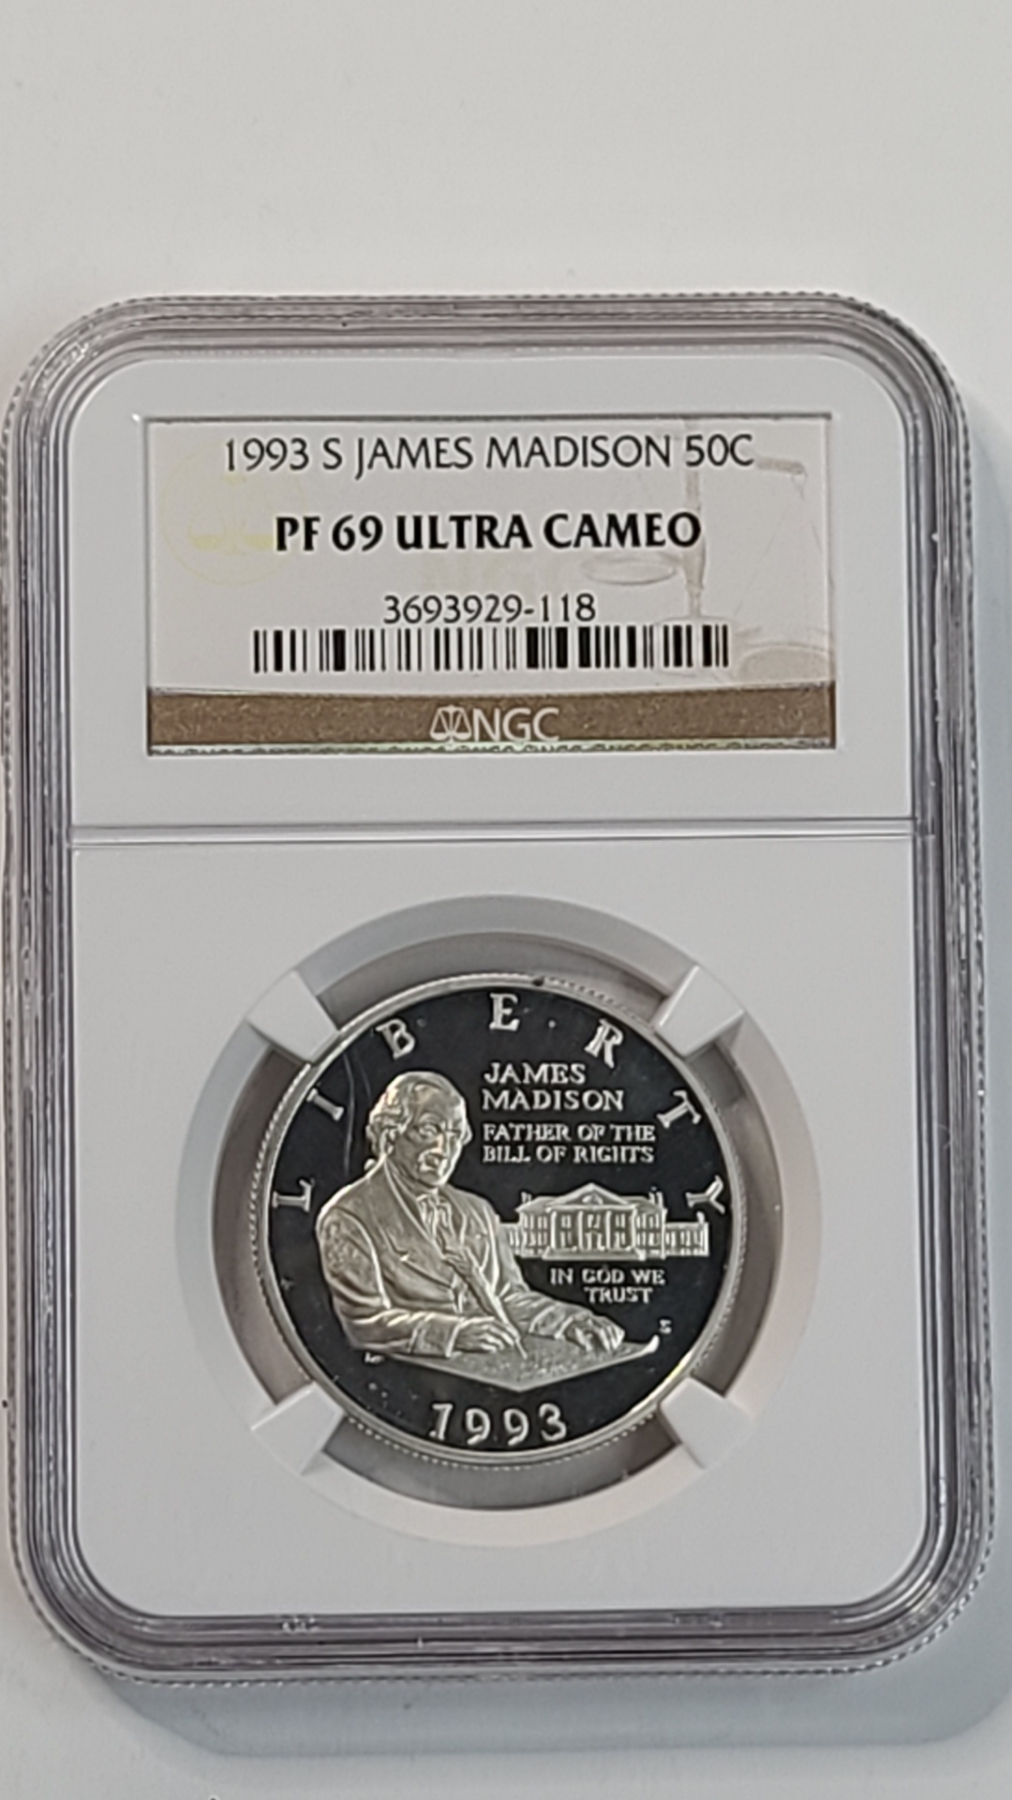 1993 S JAMES MADISON 50C
PF 69 ULTRA CAMEO
3693929-118
NGC
LIBERTY
JAMES
MADISON
FATHER OF THE
BILL OF RIGHTS
IN GOD WE
TRUST
S
1993